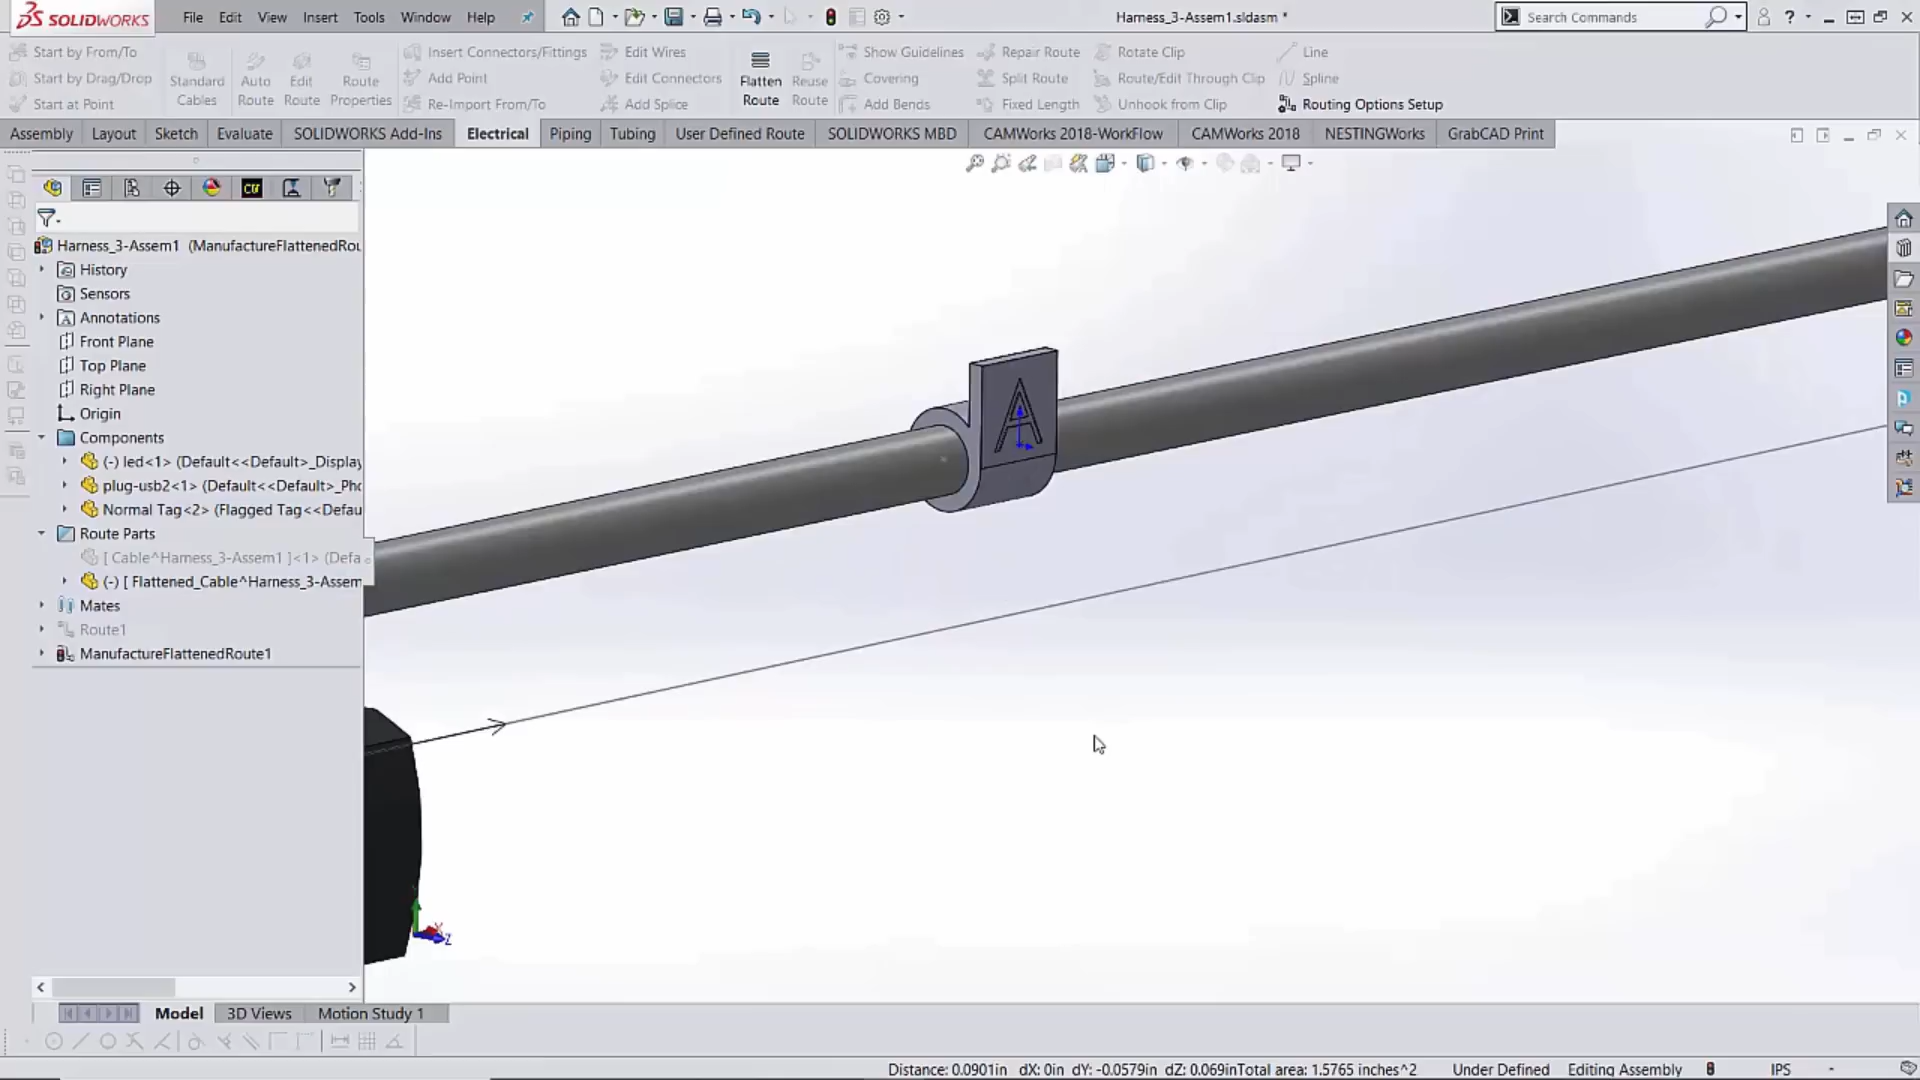 SOLIDWORKS File Edit View Insert Tools Window Help Harness_3-Assem1.sldasm * Search Commands ?
Start by From/To
Start by Drag/Drop
Start at Point
Standard Cables
Auto Route
Edit Route
Route Properties
Insert Connectors/Fittings
Add Point
Re-Import From/To
Edit Wires
Edit Connectors
Add Splice
Flatten Route
Reuse Route
Show Guidelines
Covering
Add Bends
Repair Route
Split Route
Fixed Length
Rotate Clip
Route/Edit Through Clip
Unhook from Clip
Line
Spline
Routing Options Setup
Assembly Layout Sketch Evaluate SOLIDWORKS Add-Ins Electrical Piping Tubing User Defined Route SOLIDWORKS MBD CAMWorks 2018-WorkFlow CAMWorks 2018 NESTINGWorks GrabCAD Print
Harness_3-Assem1 (ManufactureFlattenedRou
History
Sensors
Annotations
Front Plane
Top Plane
Right Plane
Origin
Components
(-) led<1> (Default<<Default>_Display
plug-usb2<1> (Default<<Default>_Pho
Normal Tag<2> (Flagged Tag<<Defau
Route Parts
[ Cable^Harness_3-Assem1 ]<1> (Defa
(-) [ Flattened_Cable^Harness_3-Assem
Mates
Route1
ManufactureFlattenedRoute1
A
X
Z
Model 3D Views Motion Study 1
Distance: 0.0901in dX: 0in dY: -0.0579in dZ: 0.069inTotal area: 1.5765 inches^2 Under Defined Editing Assembly IPS -